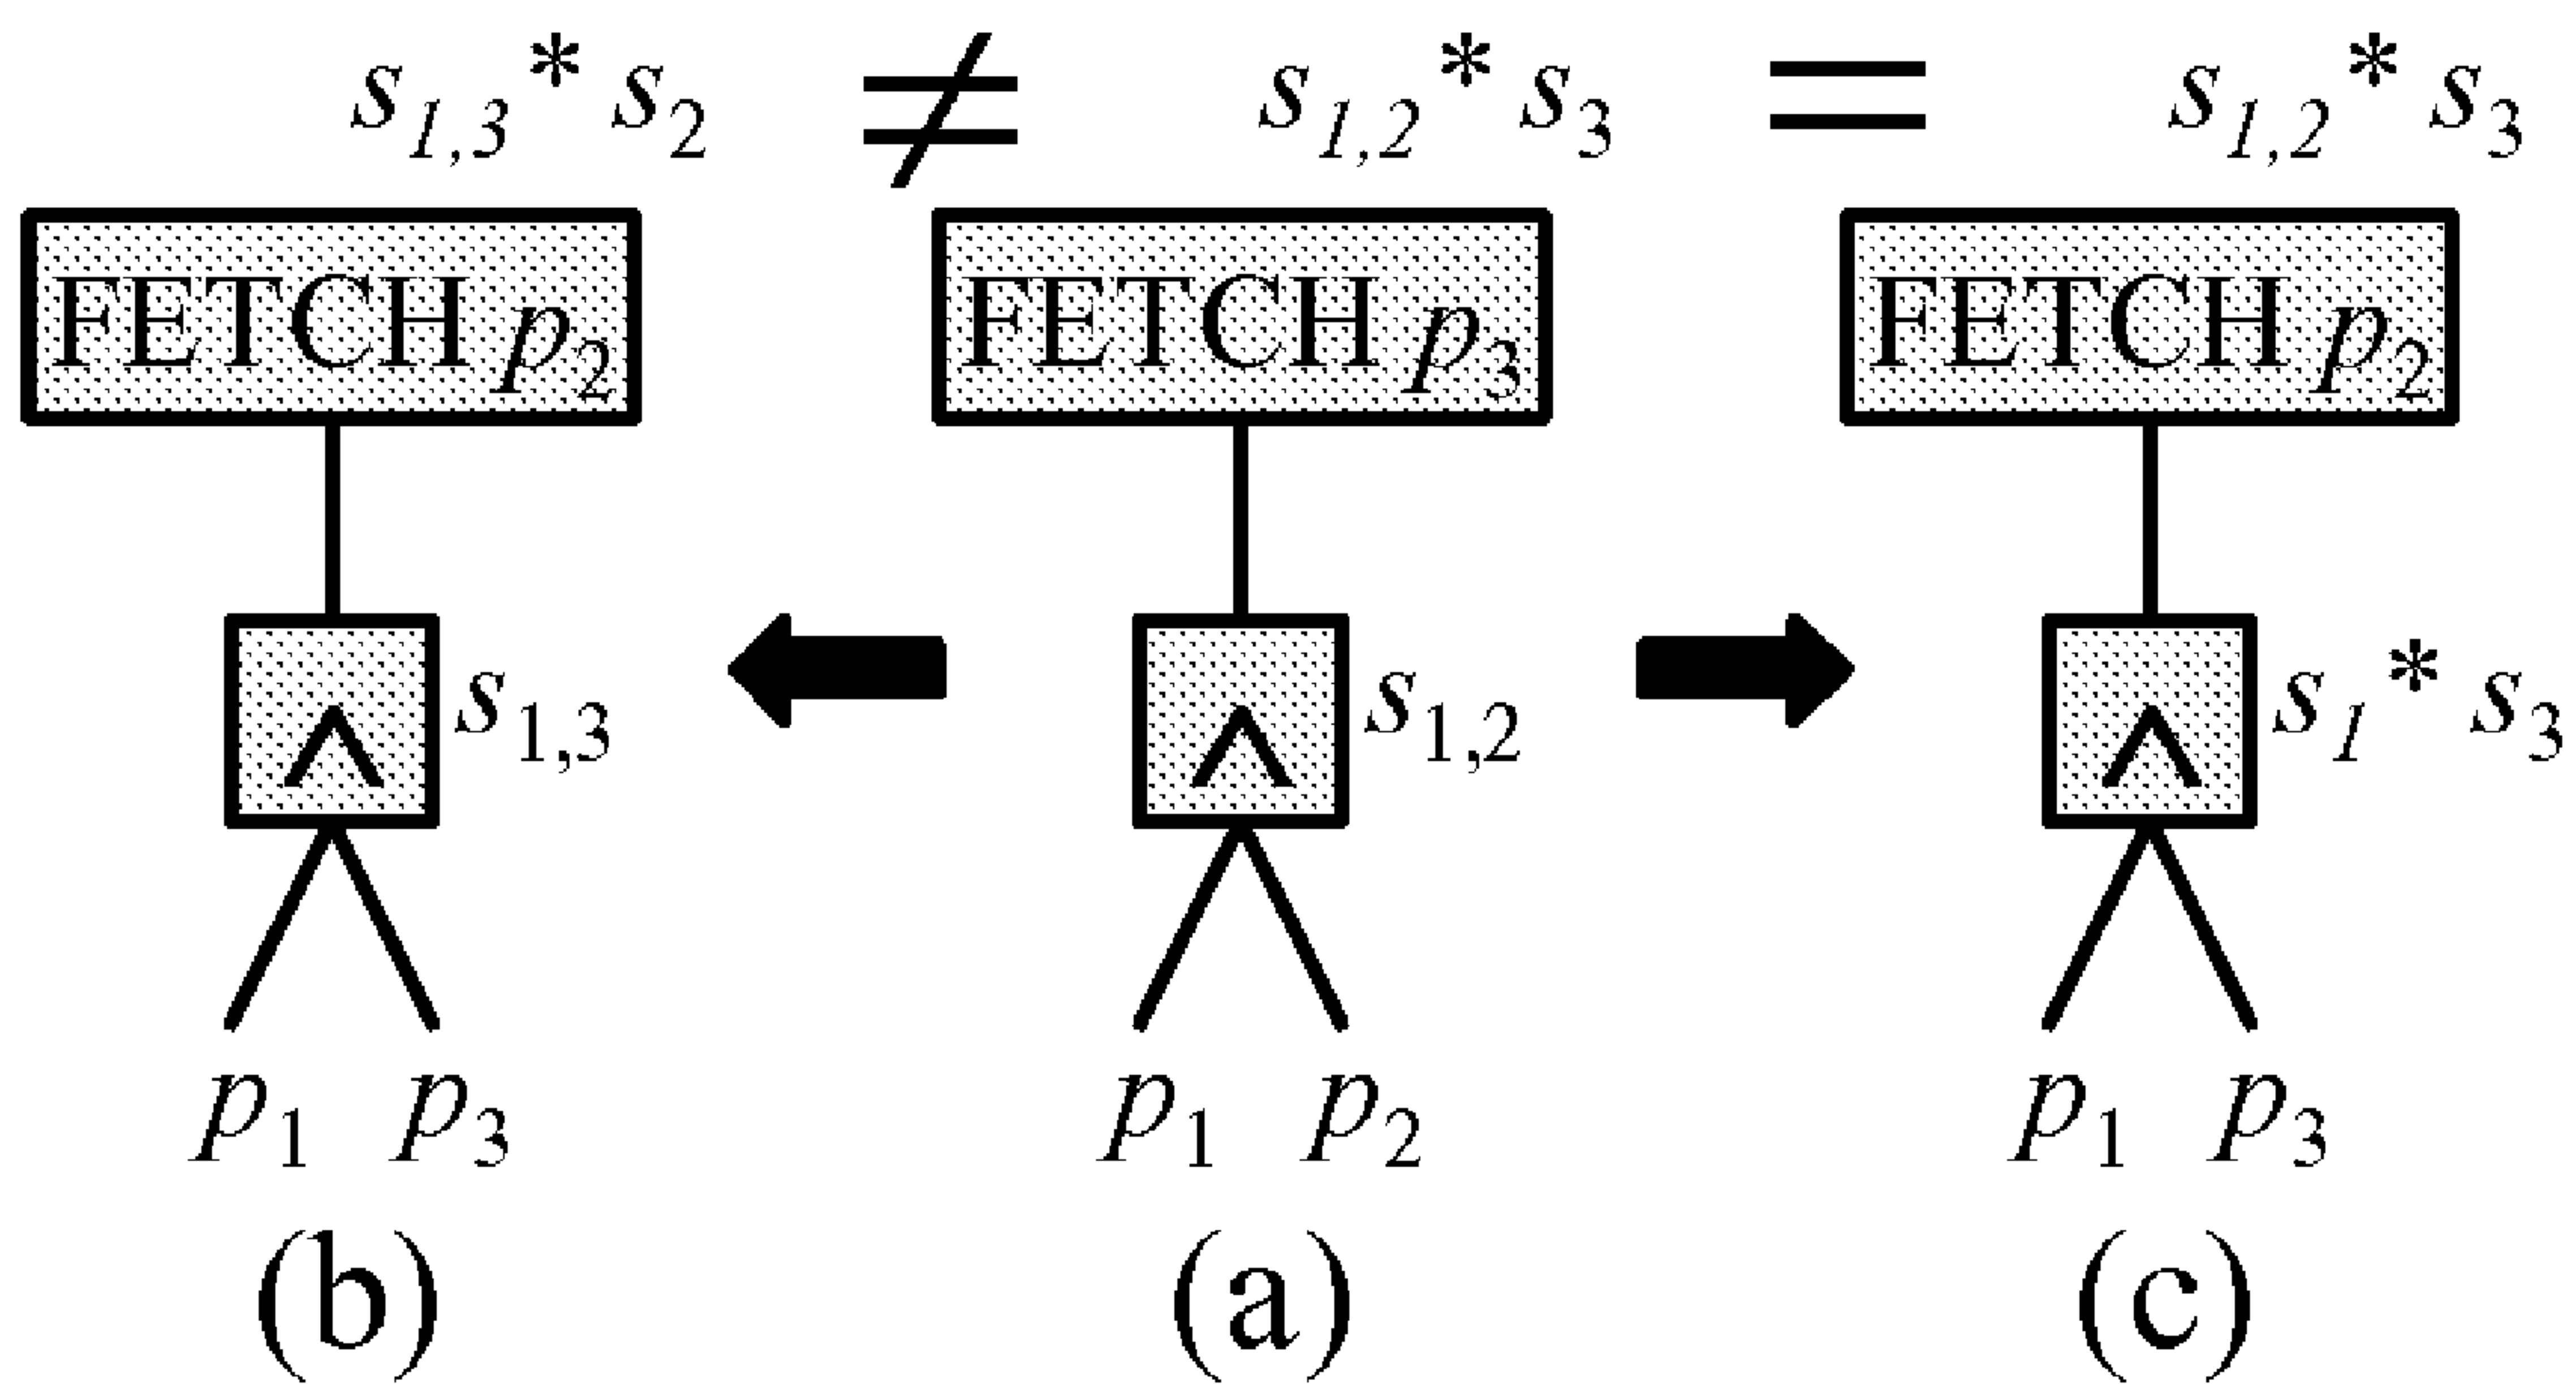 s1,3* s2 ≠ s1,2* s3 = s1,2* s3
FETCH p2 FETCH p3 FETCH p2
∧ s1,3 ∧ s1,2 ∧ s1* s3
p1 p3 p1 p2 p1 p3
(b) (a) (c)